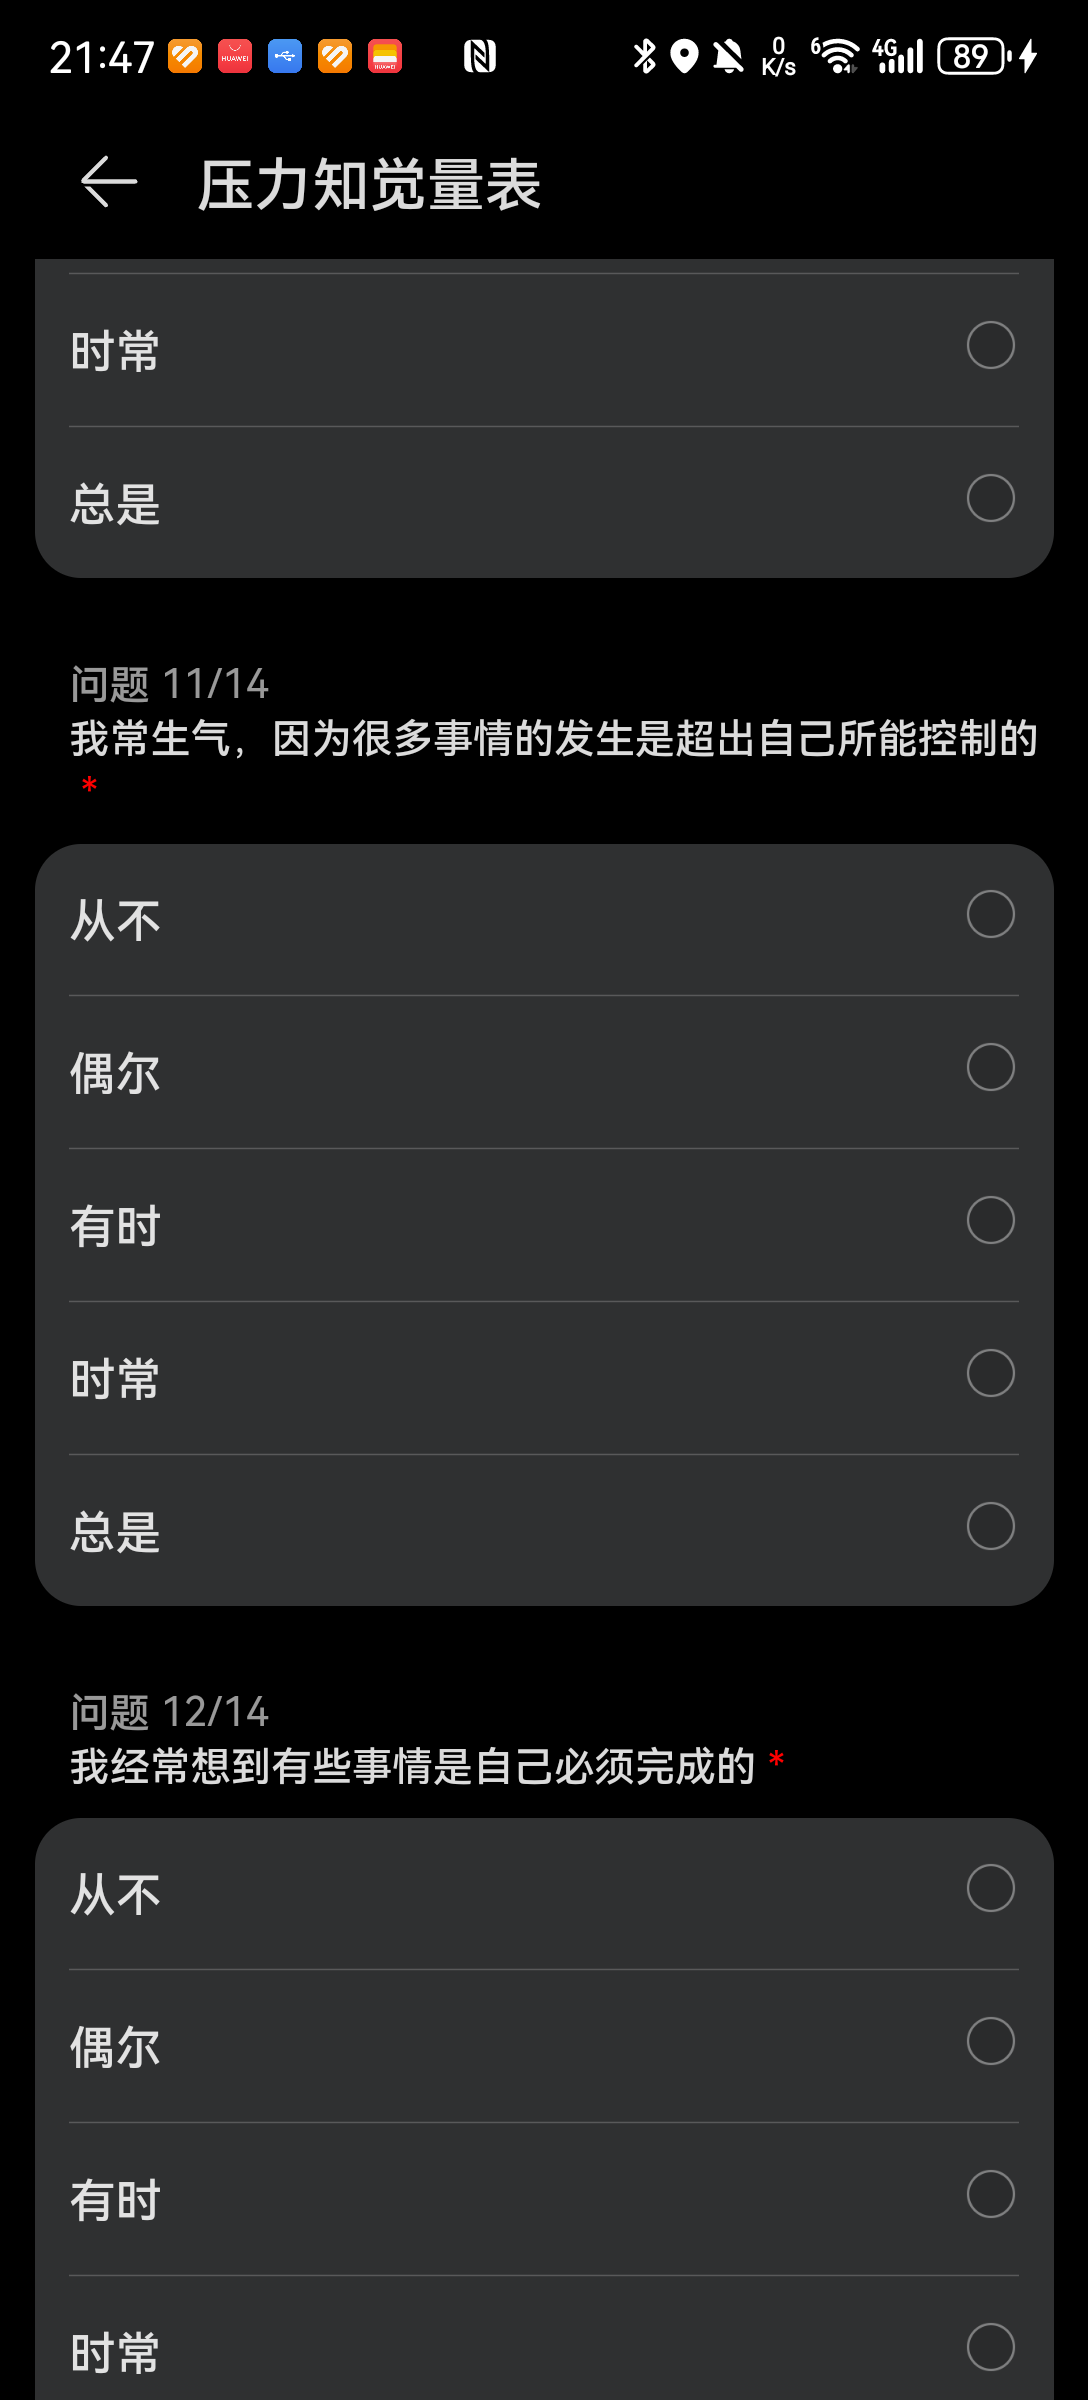 21:47
HUAWEI
HUAWEI
0
K/s
6
4G
89
压力知觉量表
时常
总是
问题 11/14
我常生气，因为很多事情的发生是超出自己所能控制的
*
从不
偶尔
有时
时常
总是
问题 12/14
我经常想到有些事情是自己必须完成的 *
从不
偶尔
有时
时常